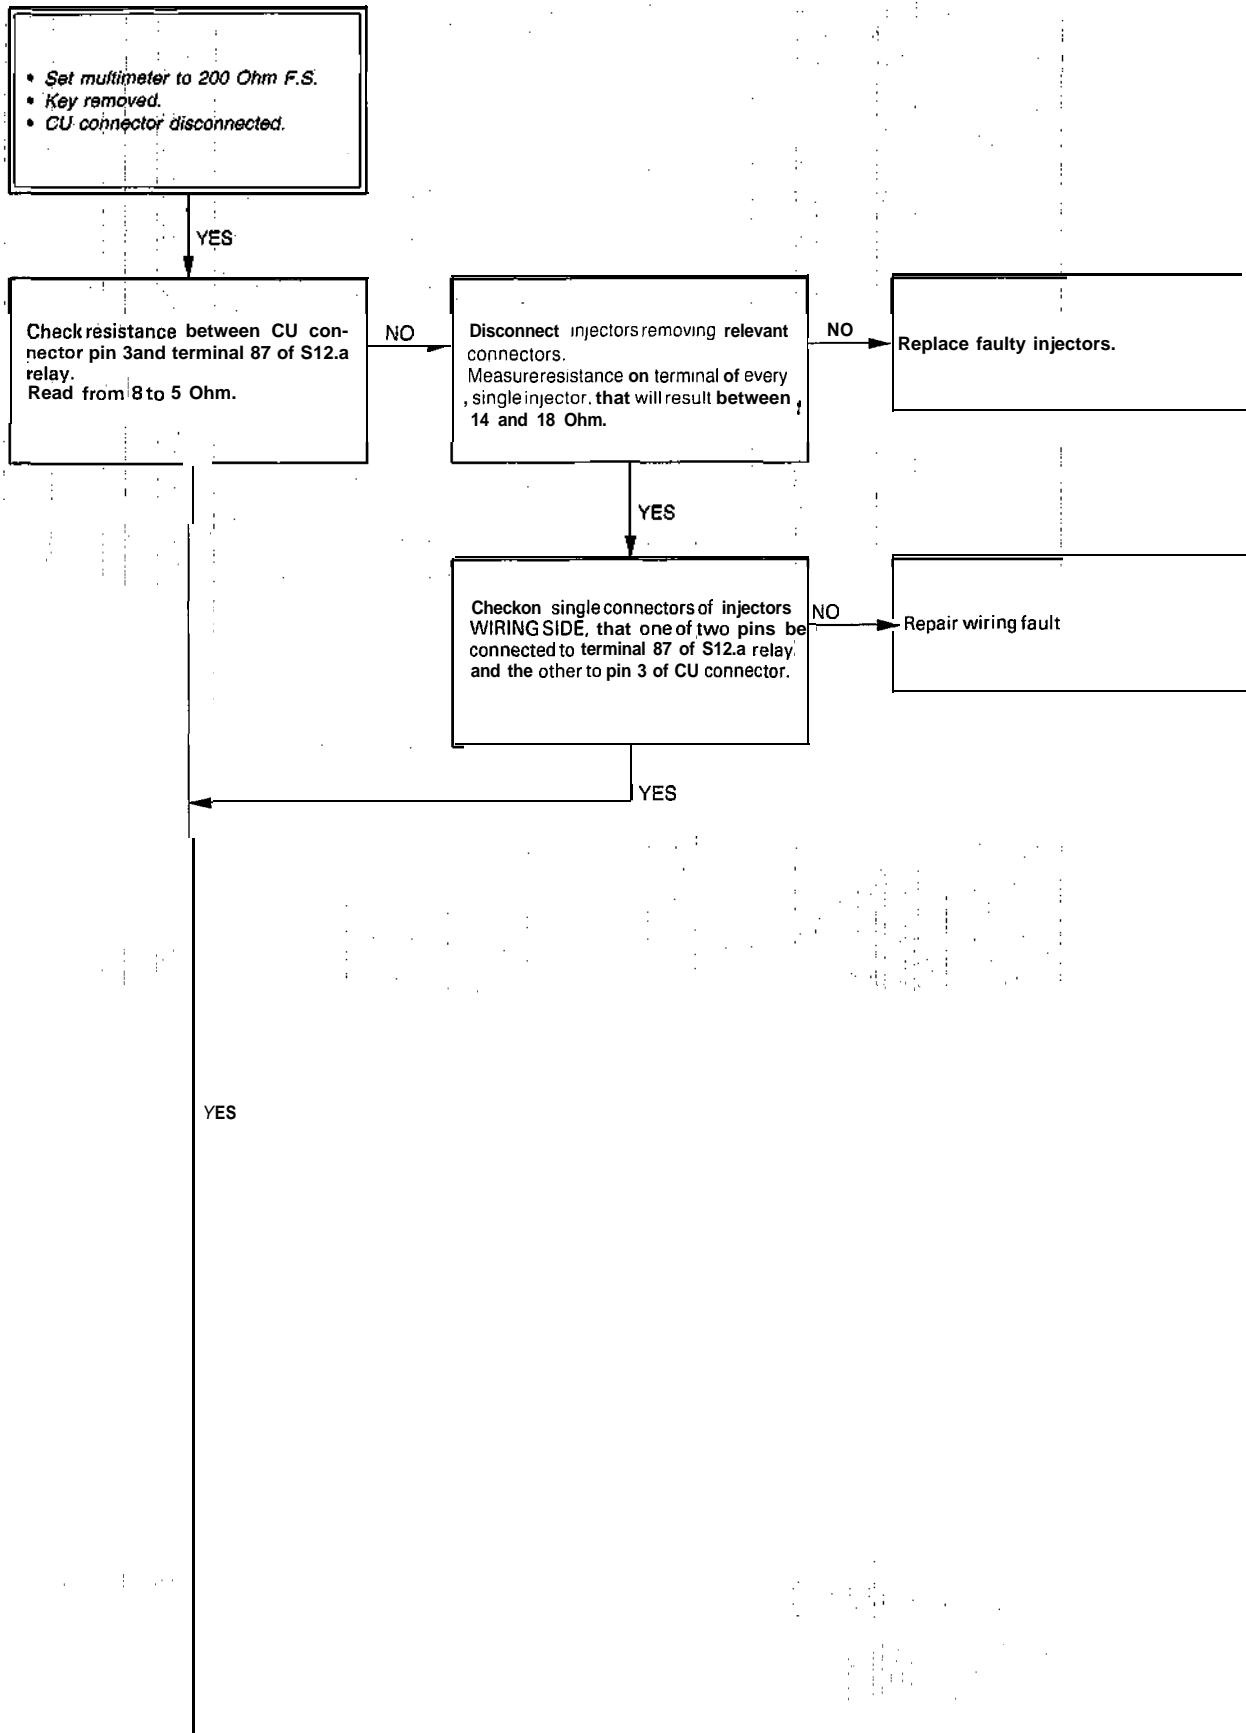 • Set multimeter to 200 Ohm F.S.
• Key removed.
• CU connector disconnected.
YES
Check resistance between CU con-
nector pin 3and terminal 87 of S12.a
relay.
Read from 8 to 5 Ohm.
NO
Disconnect injectors removing relevant
connectors.
Measure resistance on terminal of every
single injector. that will result between
14 and 18 Ohm.
NO
Replace faulty injectors.
YES
Check on single connectors of injectors
WIRING SIDE, that one of two pins be
connected to terminal 87 of S12.a relay
and the other to pin 3 of CU connector.
NO
Repair wiring fault
YES
YES